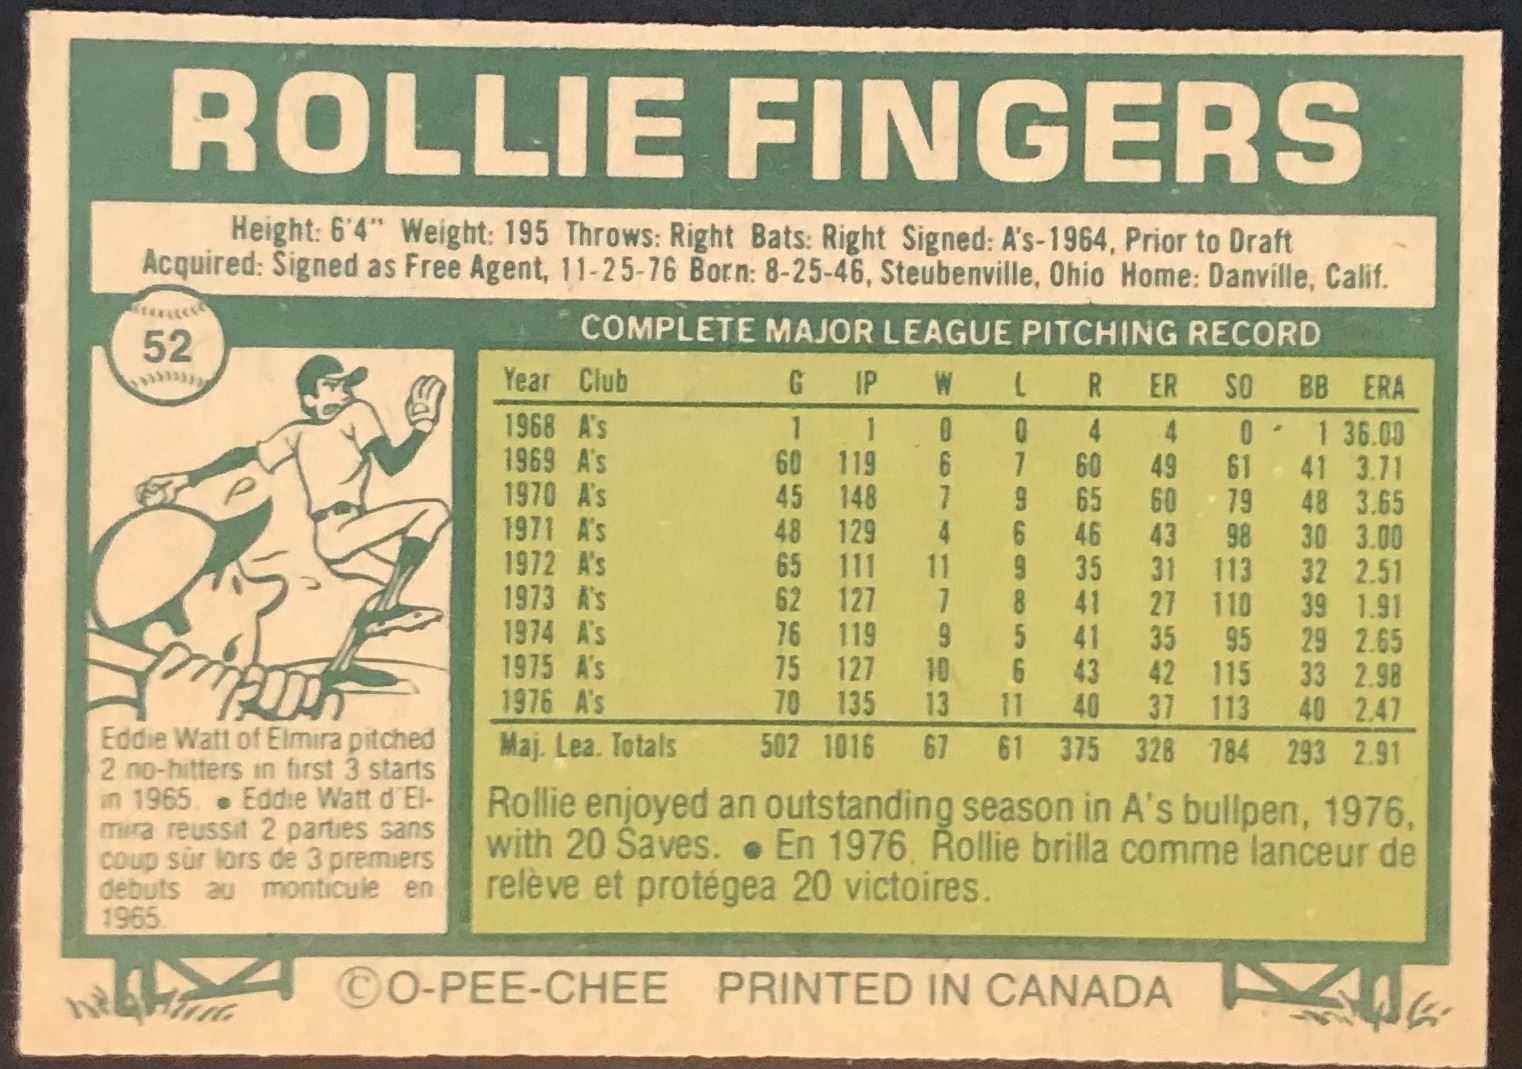 ROLLIE FINGERS
Height: 6'4" Weight: 195 Throws: Right Bats: Right Signed: A's-1964, Prior to Draft
Acquired: Signed as Free Agent, 11-25-76 Born: 8-25-46, Steubenville, Ohio Home: Danville, Calif.
52
COMPLETE MAJOR LEAGUE PITCHING RECORD
Year Club G IP W L R ER SO BB ERA
1968 A's 1 1 0 0 4 4 0 1 36.00
1969 A's 60 119 6 7 60 49 61 41 3.71
1970 A's 45 148 7 9 65 60 79 48 3.65
1971 A's 48 129 4 6 46 43 98 30 3.00
1972 A's 65 111 11 9 35 31 113 32 2.51
1973 A's 62 127 7 8 41 27 110 39 1.91
1974 A's 76 119 9 5 41 35 95 29 2.65
1975 A's 75 127 10 6 43 42 115 33 2.98
1976 A's 70 135 13 11 40 37 113 40 2.47
Maj. Lea. Totals 502 1016 67 61 375 328 784 293 2.91
Eddie Watt of Elmira pitched
2 no-hitters in first 3 starts
in 1965. • Eddie Watt d'El-
mira reussit 2 parties sans
coup sûr lors de 3 premiers
débuts au monticule en
1965.
Rollie enjoyed an outstanding season in A's bullpen, 1976,
with 20 Saves. • En 1976, Rollie brilla comme lanceur de
relève et protégea 20 victoires.
©O-PEE-CHEE PRINTED IN CANADA